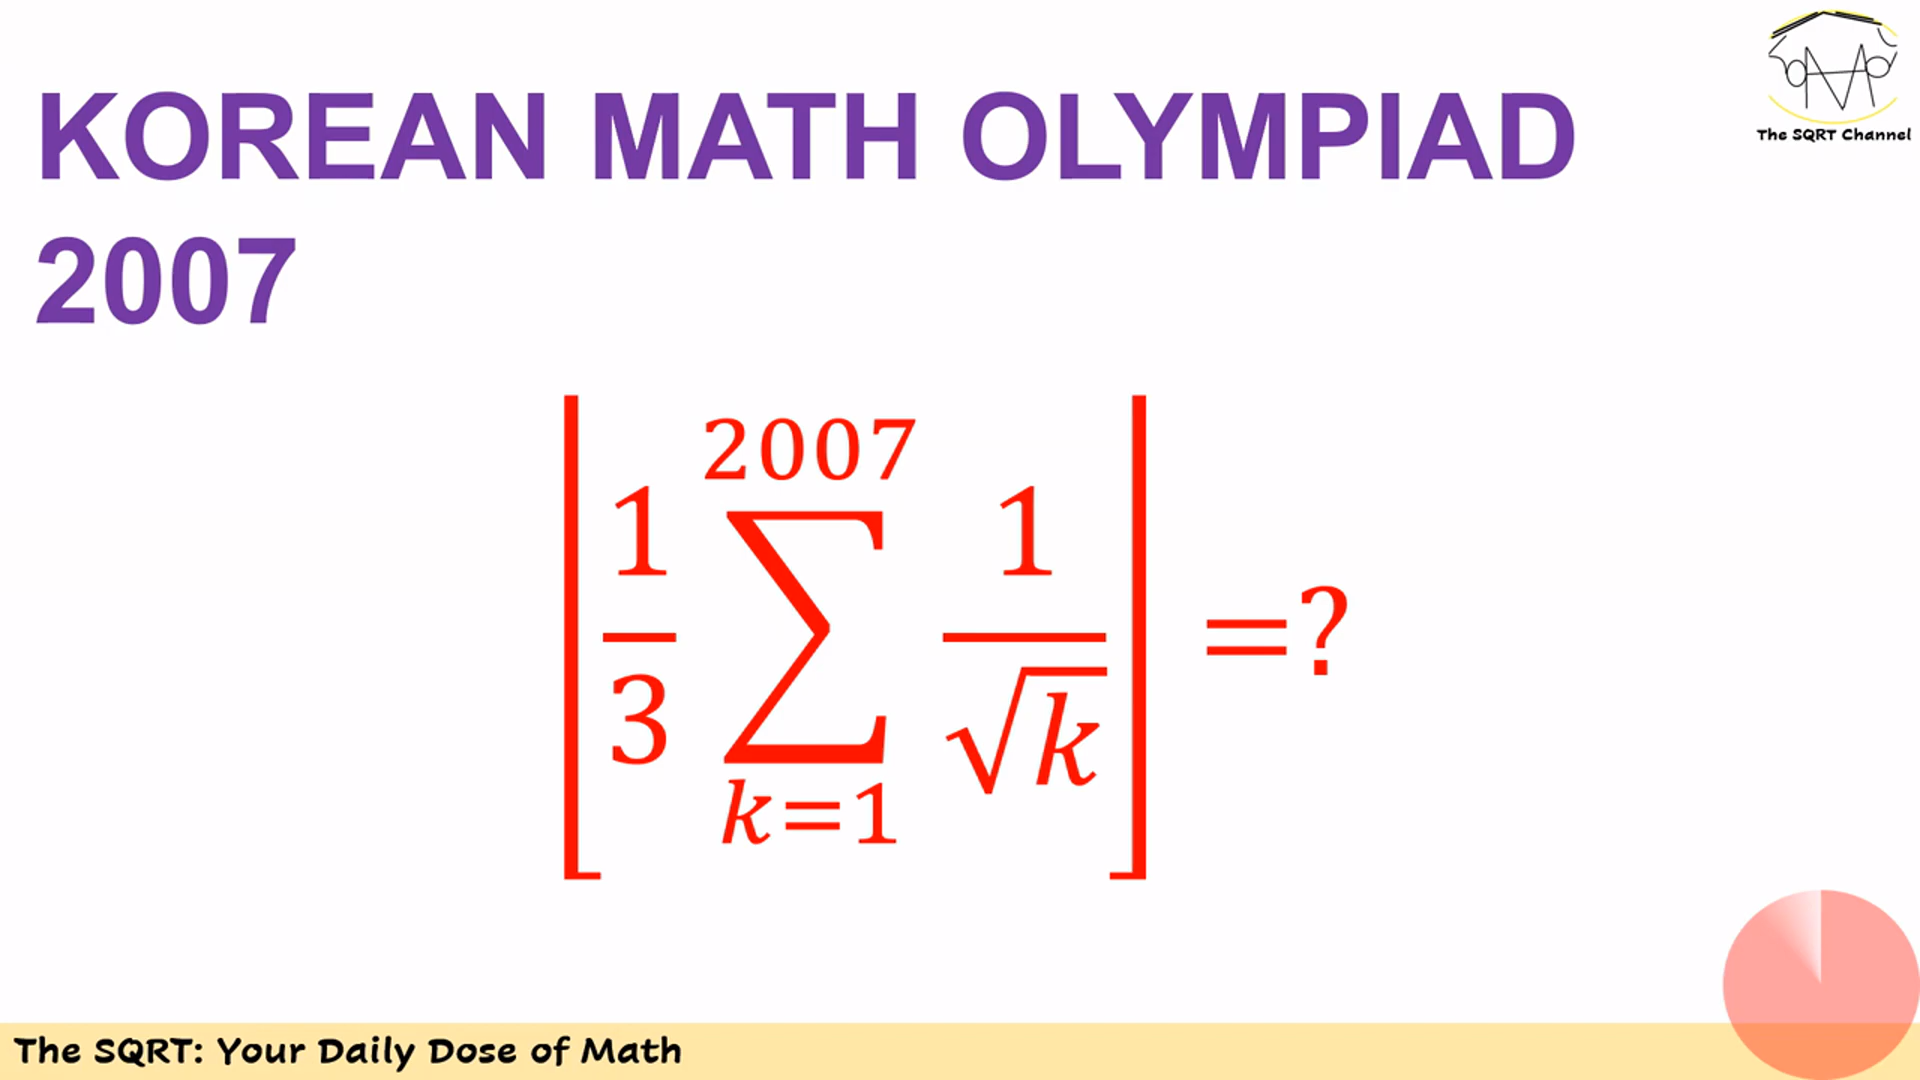 KOREAN MATH OLYMPIAD
2007
The SQRT Channel
⌊1/3 ∑_{k=1}^{2007} 1/√k⌋ =?
The SQRT: Your Daily Dose of Math